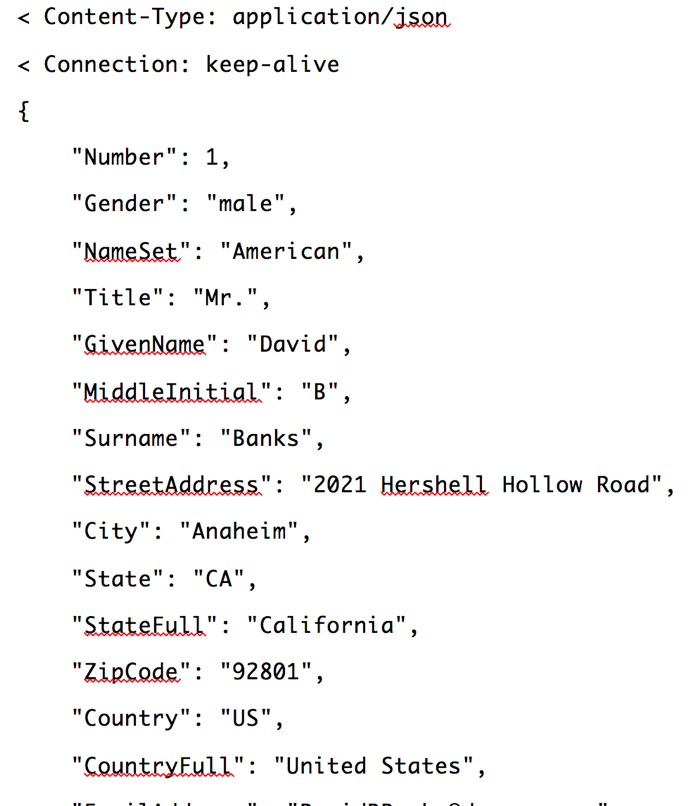 < Content-Type: application/json
< Connection: keep-alive
{
"Number": 1,
"Gender": "male",
"NameSet": "American",
"Title": "Mr.",
"GivenName": "David",
"MiddleInitial": "B",
"Surname": "Banks",
"StreetAddress": "2021 Hershell Hollow Road",
"City": "Anaheim",
"State": "CA",
"StateFull": "California",
"ZipCode": "92801",
"Country": "US",
"CountryFull": "United States",